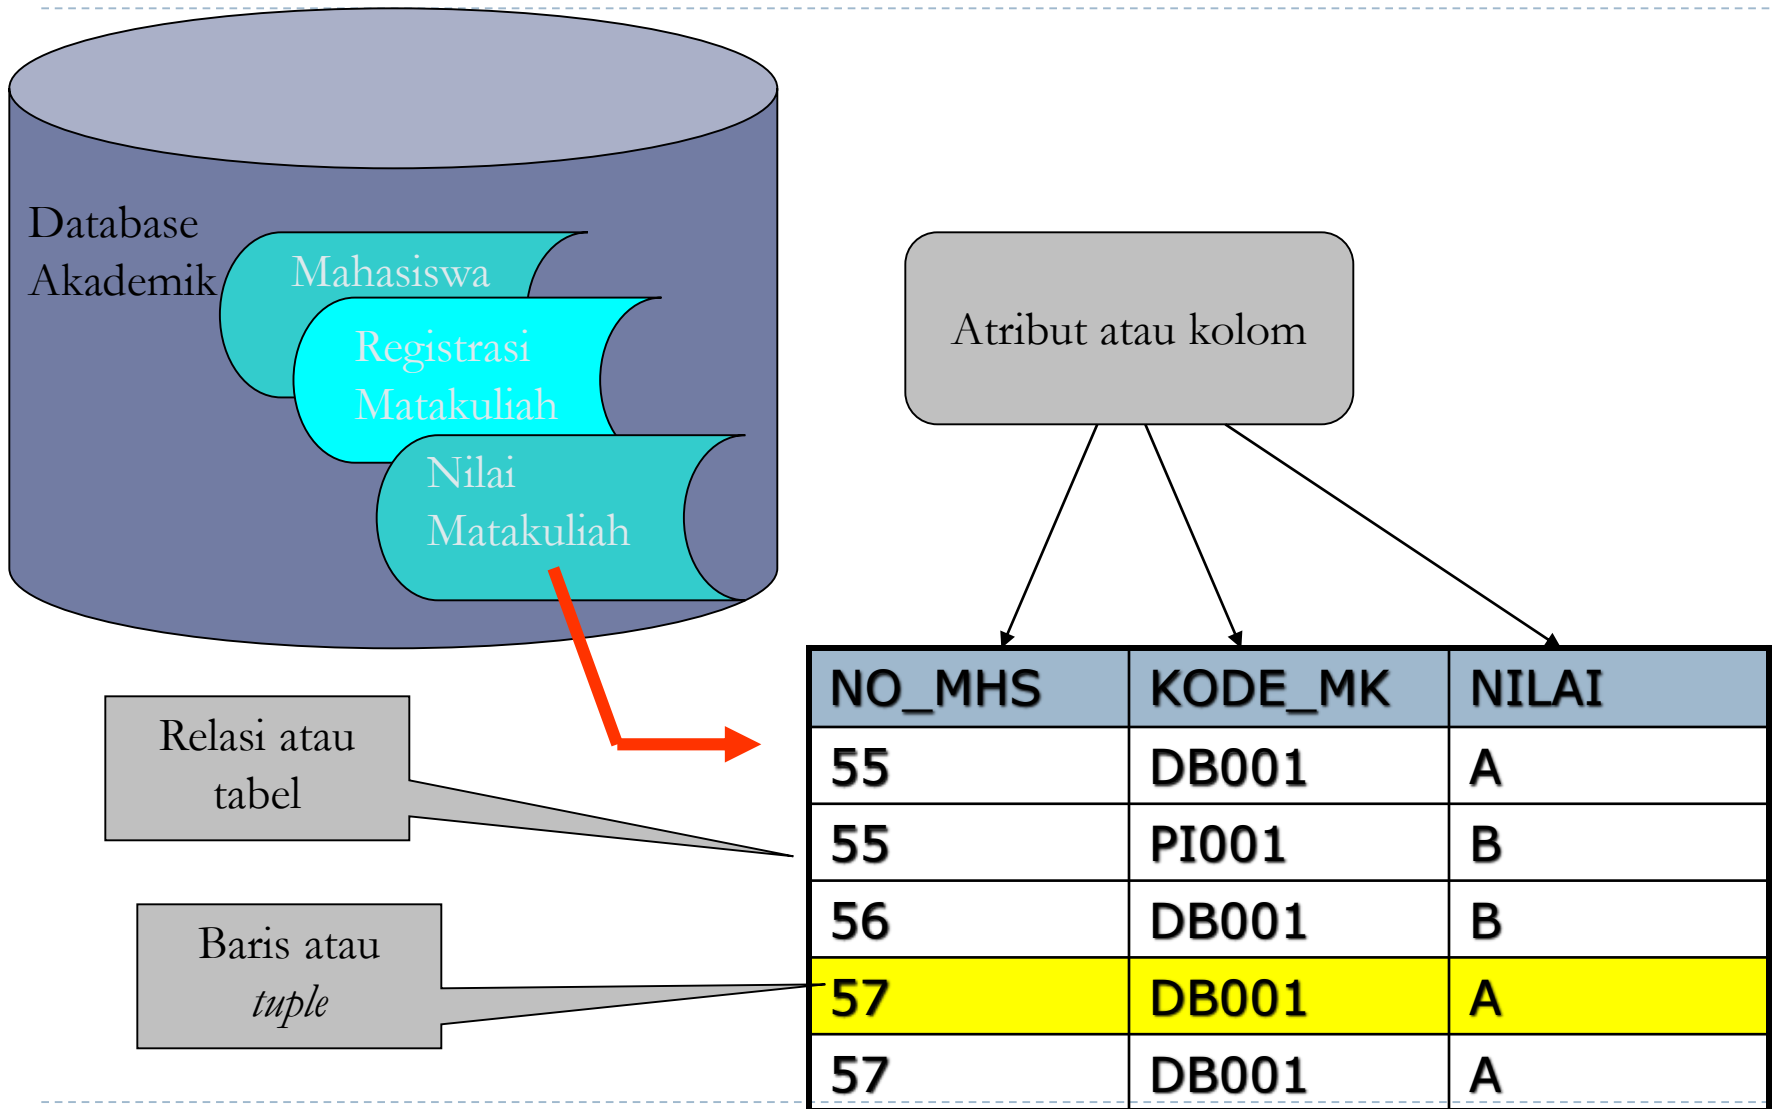 Database
Akademik
Mahasiswa
Registrasi
Matakuliah
Nilai
Matakuliah
Atribut atau kolom
Relasi atau
tabel
Baris atau
tuple
NO_MHS KODE_MK NILAI
55 DB001 A
55 PI001 B
56 DB001 B
57 DB001 A
57 DB001 A